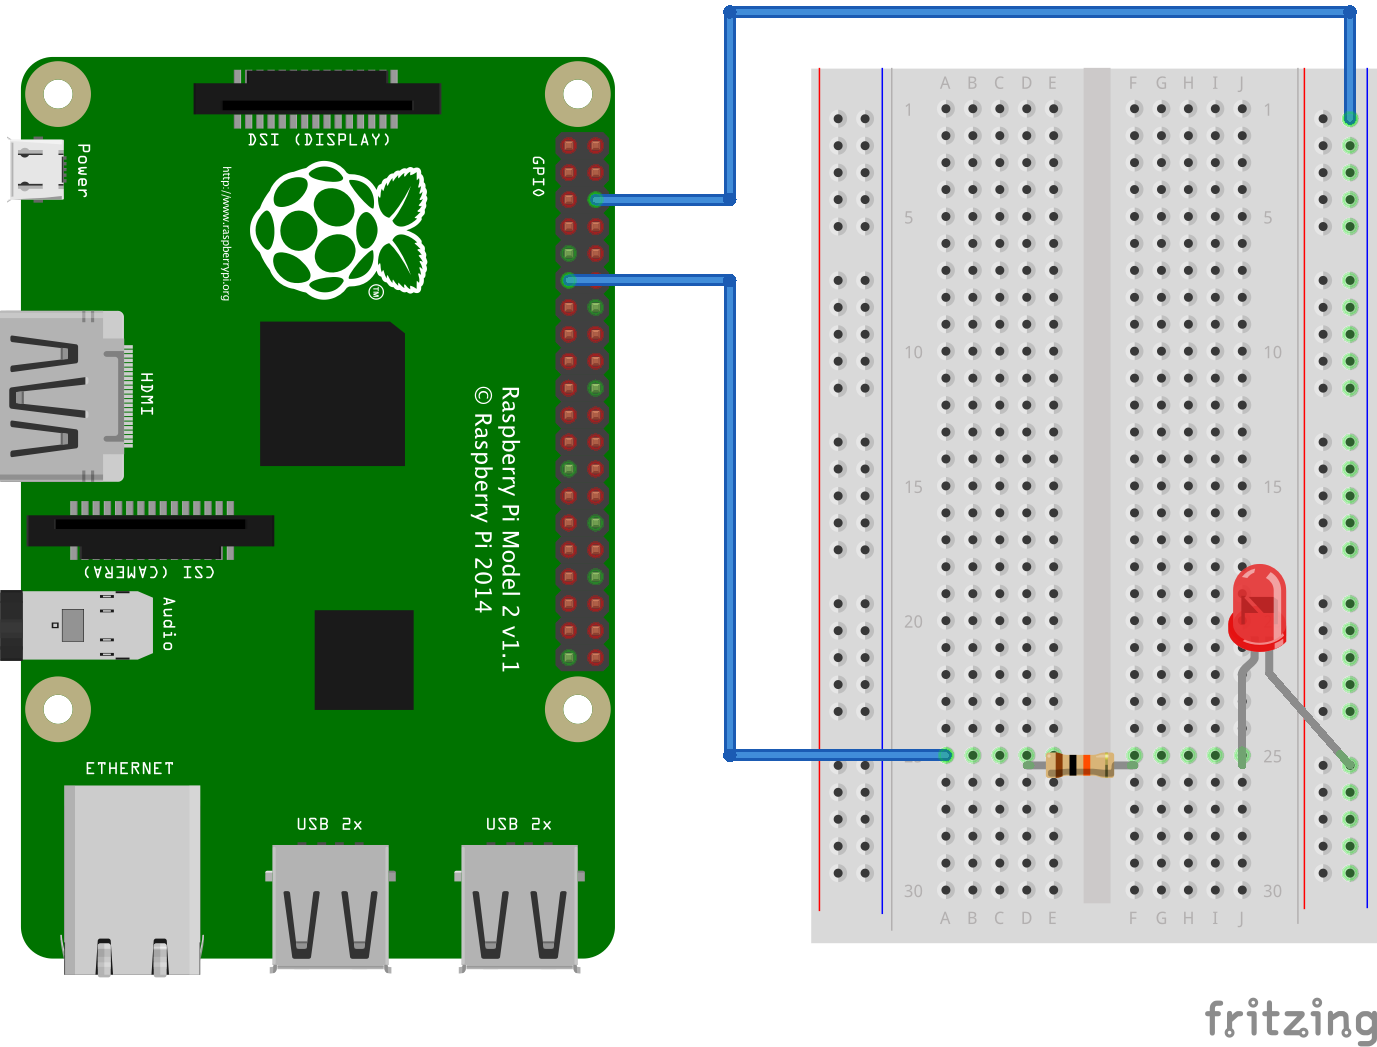 DSI (DISPLAY)
Power
http://www.raspberrypi.org
GPIO
TM
HDMI
Raspberry Pi Model 2 v1.1
© Raspberry Pi 2014
CSI (CAMERA)
Audio
ETHERNET
USB 2x
USB 2x
A B C D E F G H I J
1 1
5 5
10 10
15 15
20 20
25 25
30 30
A B C D E F G H I J
fritzing